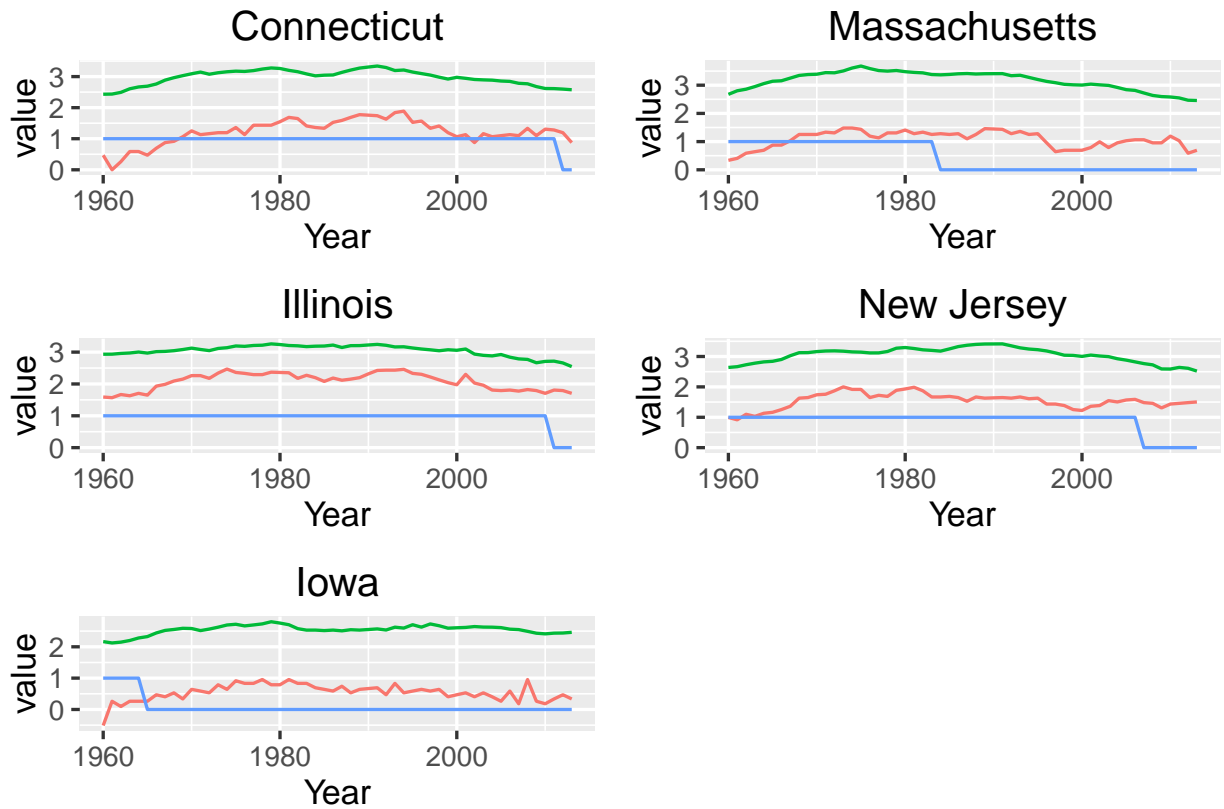 Connecticut
value
3
2
1
0
1960 1980 2000
Year
Massachusetts
value
3
2
1
0
1960 1980 2000
Year
Illinois
value
3
2
1
0
1960 1980 2000
Year
New Jersey
value
3
2
1
0
1960 1980 2000
Year
Iowa
value
2
1
0
1960 1980 2000
Year